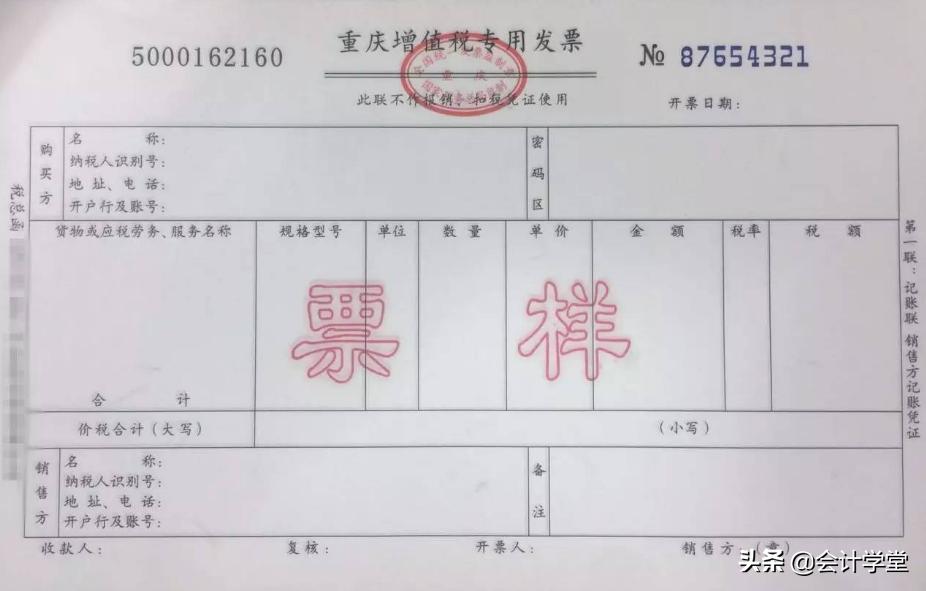 重庆增值税专用发票
5000162160
№ 87654321
此联不作报销、扣税凭证使用
开票日期：
购买方
名称：
纳税人识别号：
地址、电话：
开户行及账号：
密码区
货物或应税劳务、服务名称 规格型号 单位 数量 单价 金额 税率 税额
票样
合计
价税合计（大写） （小写）
销售方
名称：
纳税人识别号：
地址、电话：
开户行及账号：
备注
收款人： 复核： 开票人： 销售方：（章）
税总函
第一联：记账联 销售方记账凭证
重庆
头条 @会计学堂